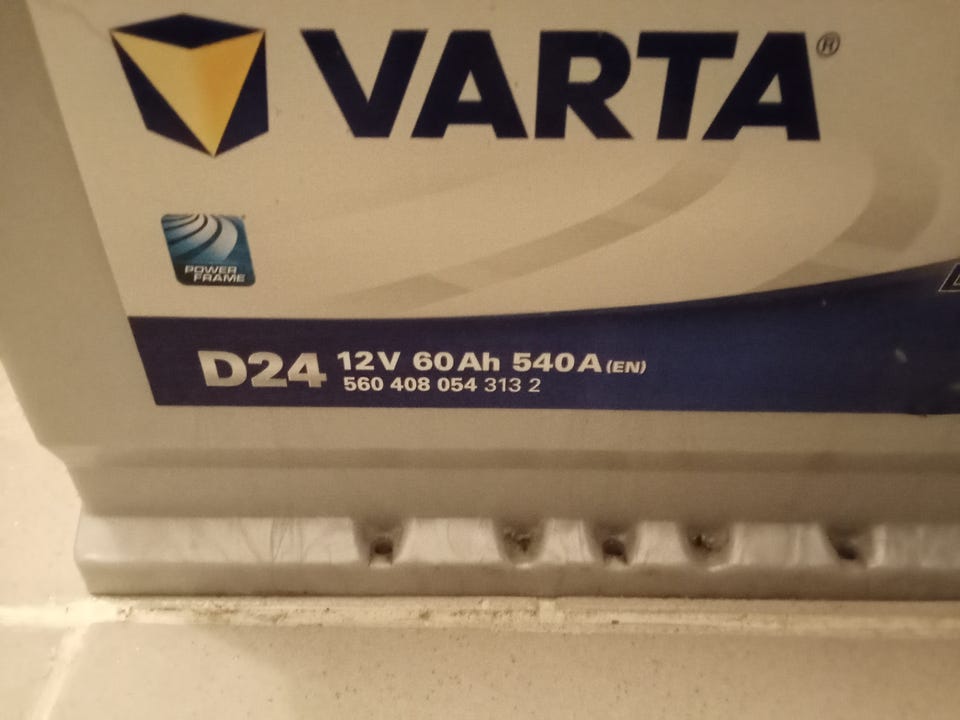 VARTA®
POWER
FRAME
D24 12V 60Ah 540A (EN)
560 408 054 313 2